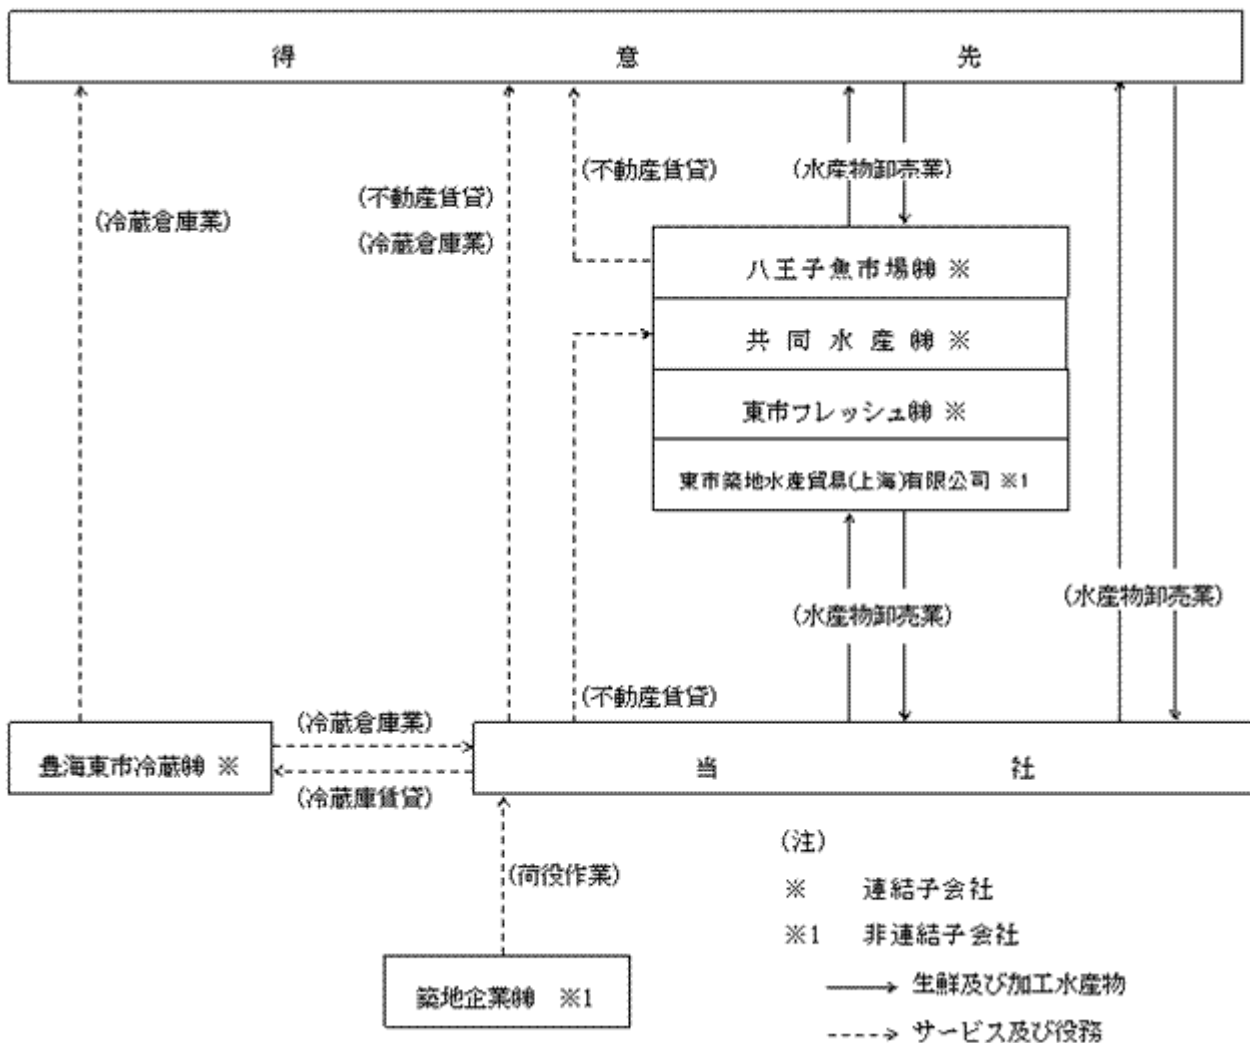 得意先
(不動産賃貸)
(水産物卸売業)
(不動産賃貸)
(冷蔵倉庫業)
(冷蔵倉庫業)
八王子魚市場㈱ ※
共同水産㈱ ※
東市フレッシュ㈱ ※
東市築地水産貿易(上海)有限公司 ※1
(水産物卸売業)
(水産物卸売業)
(不動産賃貸)
(冷蔵倉庫業)
豊海東市冷蔵㈱ ※
当社
(冷蔵庫賃貸)
(注)
(荷役作業)
※ 連結子会社
※1 非連結子会社
築地企業㈱ ※1
生鮮及び加工水産物
サービス及び役務